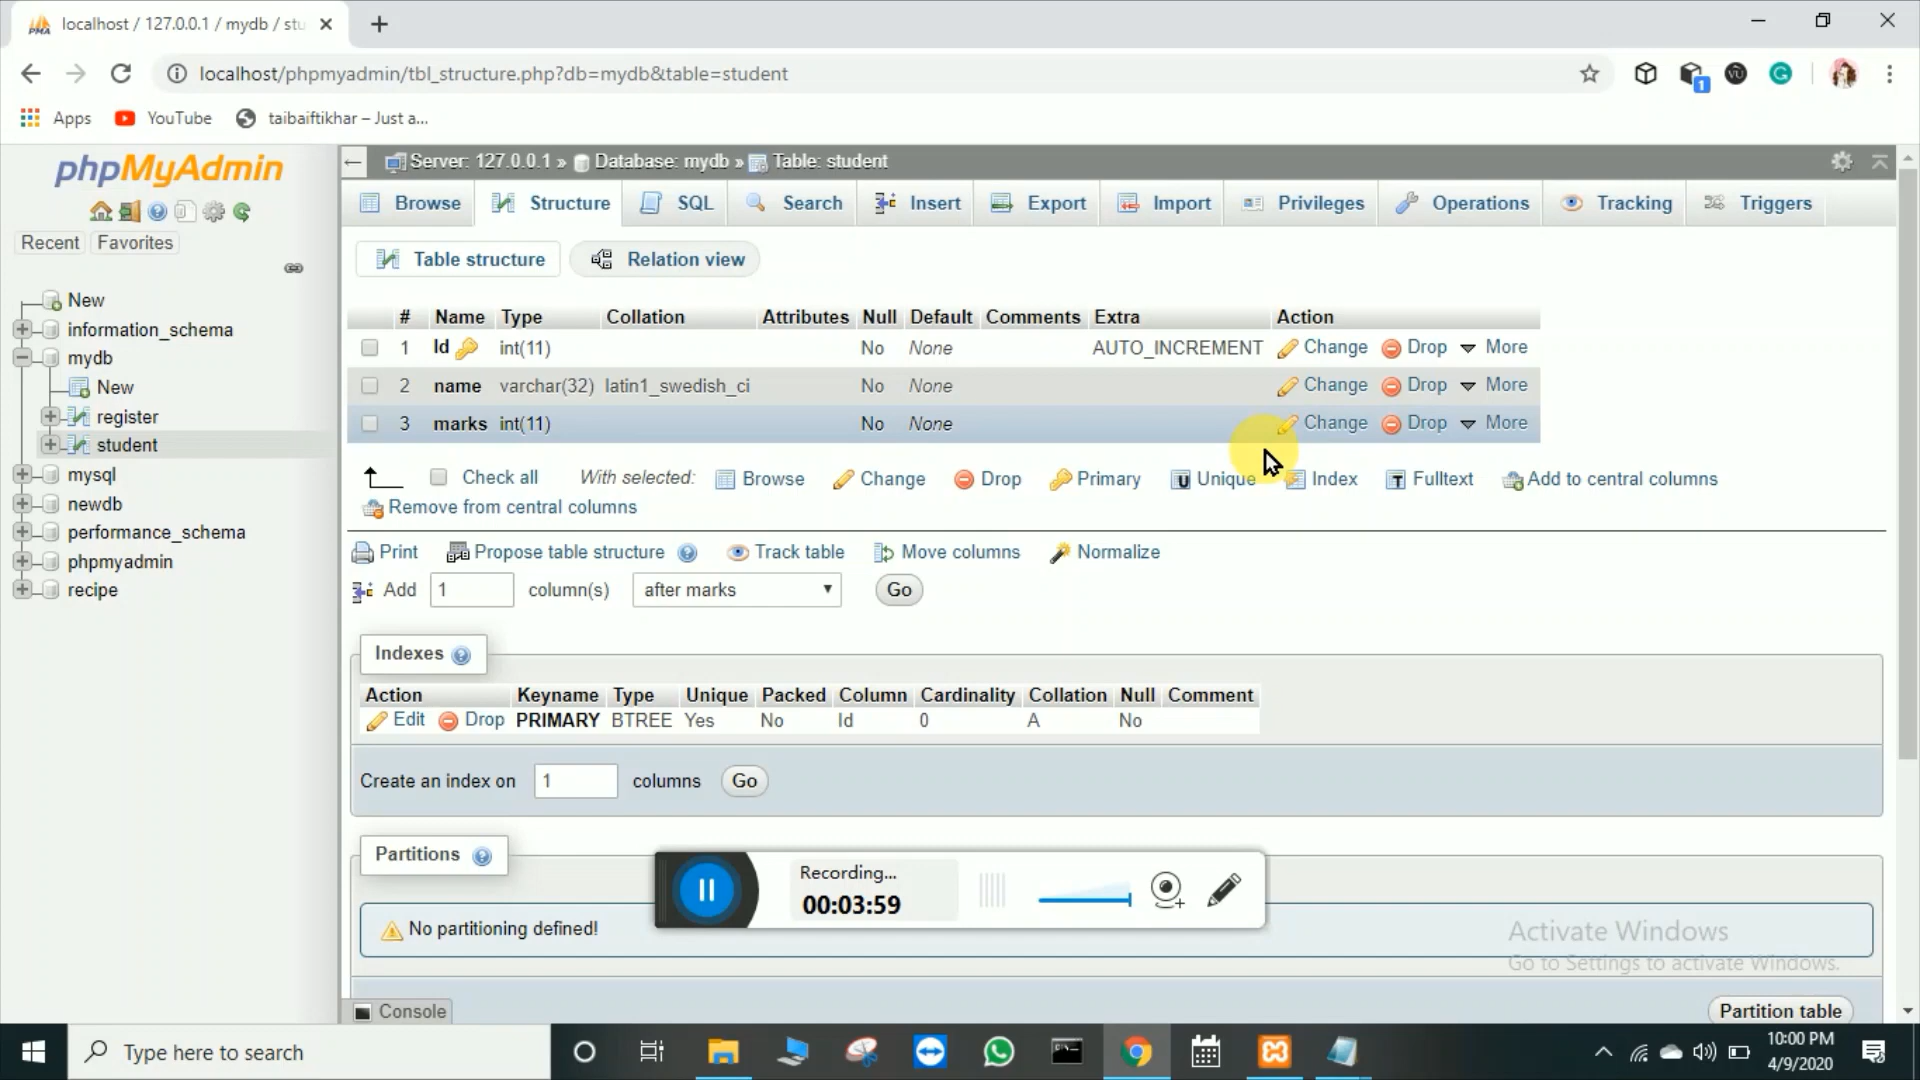 localhost / 127.0.0.1 / mydb / stu
localhost/phpmyadmin/tbl_structure.php?db=mydb&table=student
1
Apps YouTube taibaiftikhar – Just a...
phpMyAdmin
Recent Favorites
New
information_schema
mydb
New
register
student
mysql
newdb
performance_schema
phpmyadmin
recipe
Server: 127.0.0.1 » Database: mydb » Table: student
Browse Structure SQL Search Insert Export Import Privileges Operations Tracking Triggers
Table structure Relation view
# Name Type Collation Attributes Null Default Comments Extra Action
1 Id int(11) No None AUTO_INCREMENT Change Drop More
2 name varchar(32) latin1_swedish_ci No None Change Drop More
3 marks int(11) No None Change Drop More
Check all With selected: Browse Change Drop Primary Unique Index Fulltext Add to central columns
Remove from central columns
Print Propose table structure Track table Move columns Normalize
Add 1 column(s) after marks Go
Indexes
Action Keyname Type Unique Packed Column Cardinality Collation Null Comment
Edit Drop PRIMARY BTREE Yes No Id 0 A No
Create an index on 1 columns Go
Partitions
No partitioning defined!
Recording...
00:03:59
Activate Windows
Go to Settings to activate Windows.
Partition table
Console
Type here to search
10:00 PM
4/9/2020